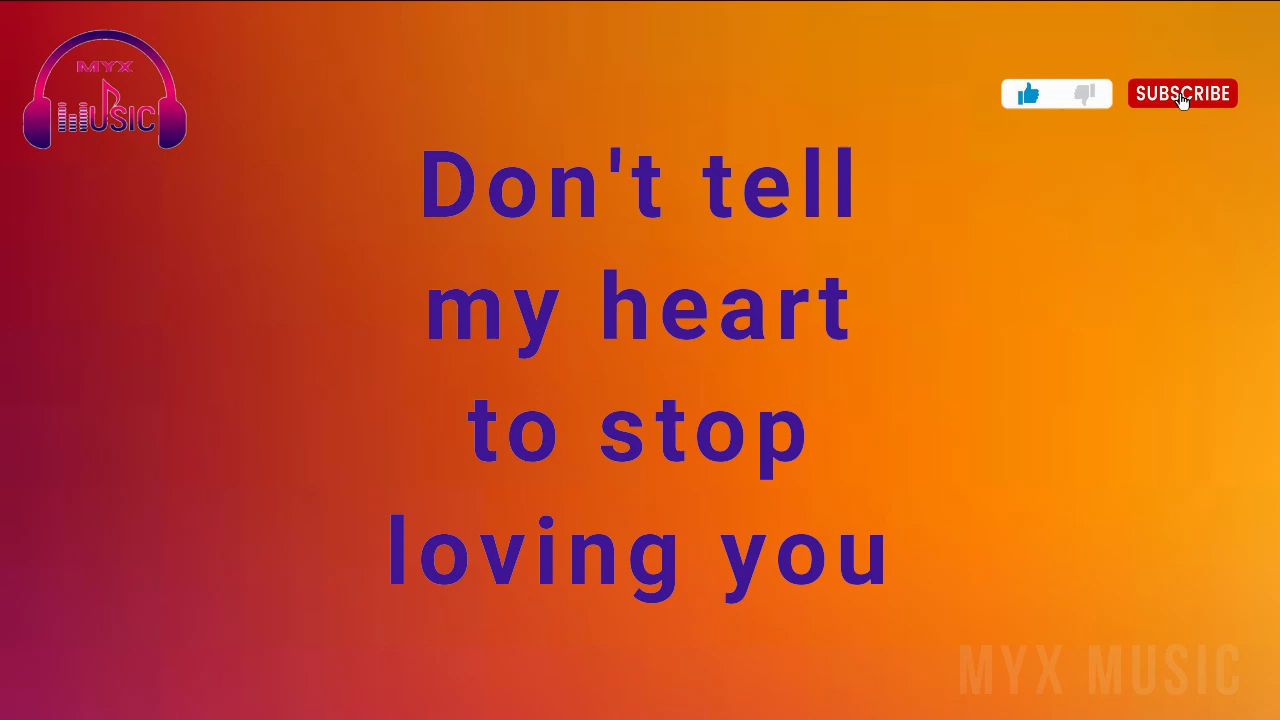 MYX
MUSIC
SUBSCRIBE
Don't tell
my heart
to stop
loving you
MYX MUSIC